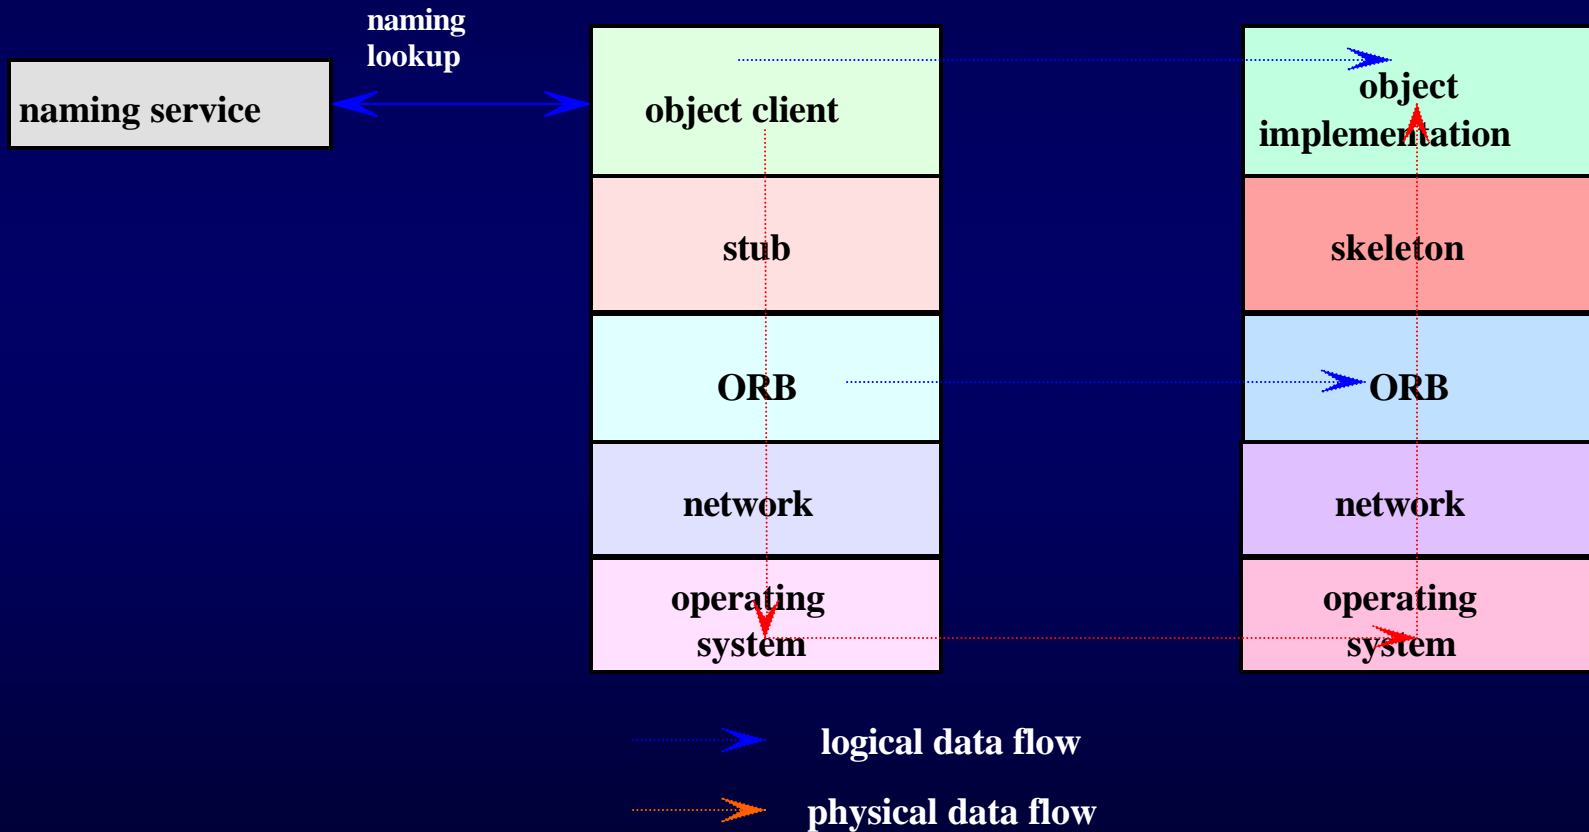 naming
lookup
naming service
object client
object
implementation
stub
skeleton
ORB
ORB
network
network
operating
system
operating
system
logical data flow
physical data flow